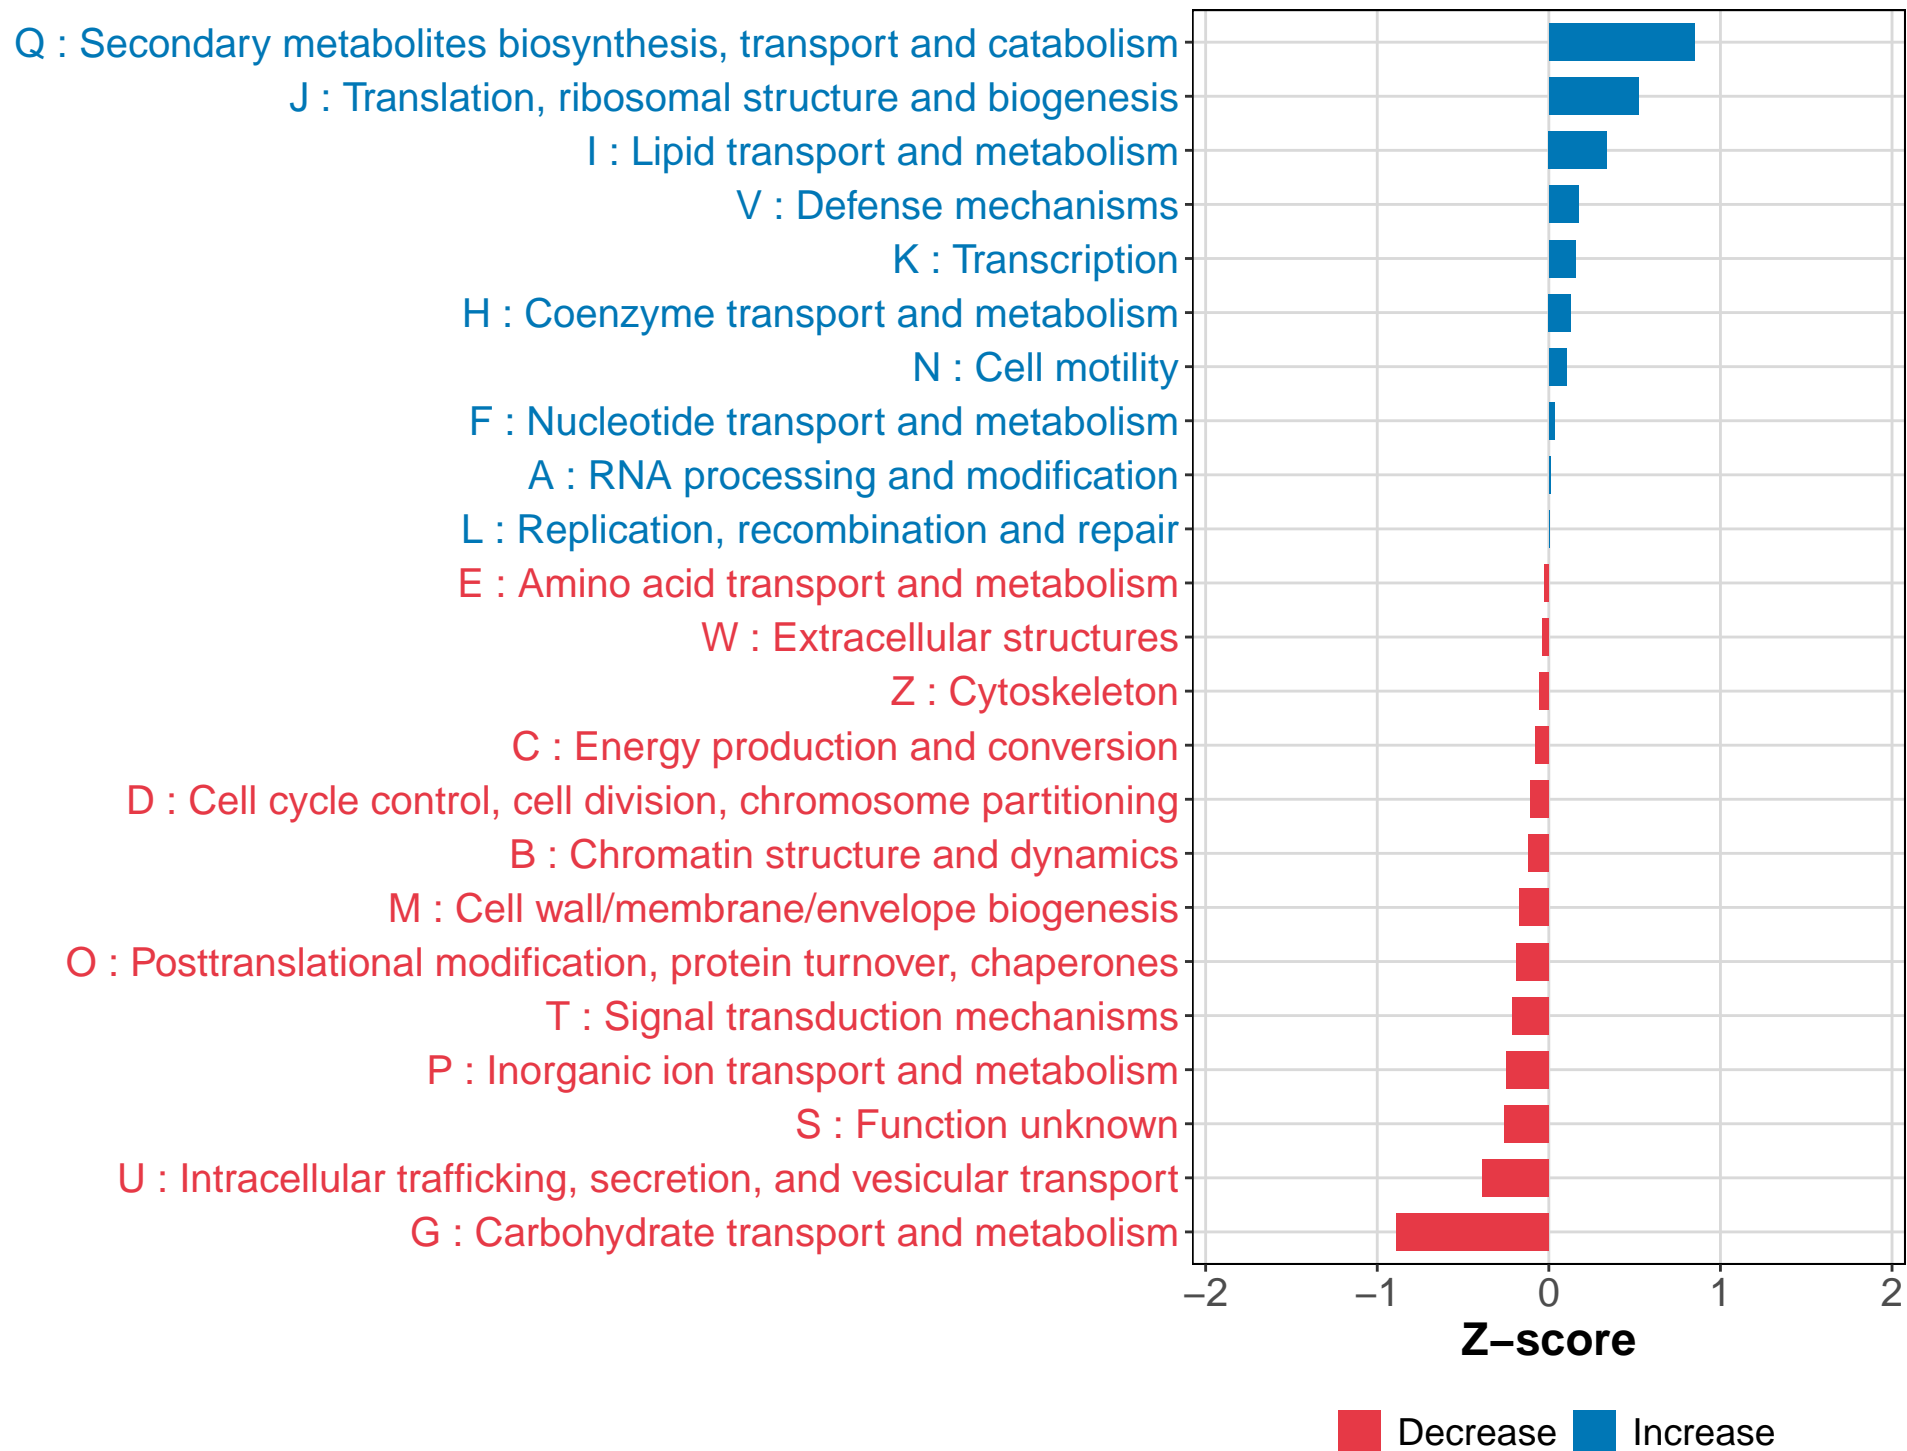 Q : Secondary metabolites biosynthesis, transport and catabolism
J : Translation, ribosomal structure and biogenesis
I : Lipid transport and metabolism
V : Defense mechanisms
K : Transcription
H : Coenzyme transport and metabolism
N : Cell motility
F : Nucleotide transport and metabolism
A : RNA processing and modification
L : Replication, recombination and repair
E : Amino acid transport and metabolism
W : Extracellular structures
Z : Cytoskeleton
C : Energy production and conversion
D : Cell cycle control, cell division, chromosome partitioning
B : Chromatin structure and dynamics
M : Cell wall/membrane/envelope biogenesis
O : Posttranslational modification, protein turnover, chaperones
T : Signal transduction mechanisms
P : Inorganic ion transport and metabolism
S : Function unknown
U : Intracellular trafficking, secretion, and vesicular transport
G : Carbohydrate transport and metabolism
−2 −1 0 1 2
Z−score
Decrease Increase